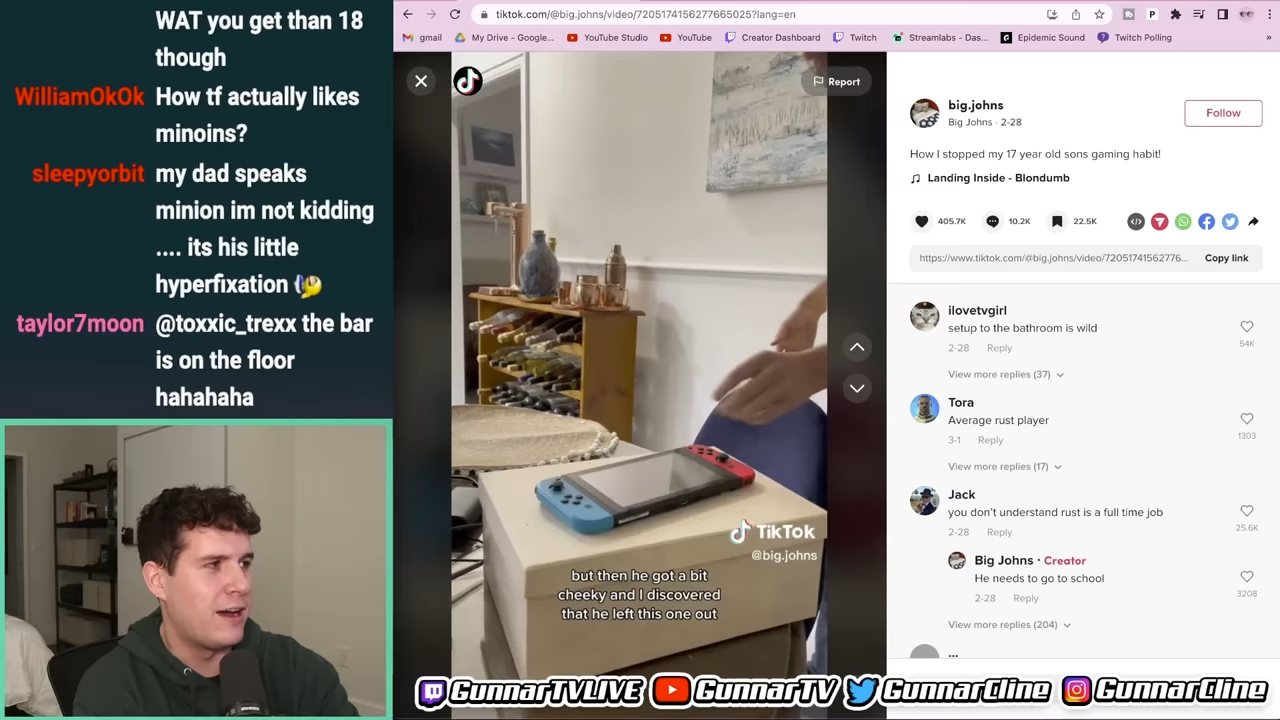 WAT you get than 18
though
WilliamOkOk How tf actually likes
minoins?
sleepyorbit my dad speaks
minion im not kidding
.... its his little
hyperfixation
taylor7moon @toxxic_trexx the bar
is on the floor
hahahaha
tiktok.com/@big.johns/video/7205174156277665025?lang=en
gmail
My Drive - Google...
YouTube Studio
YouTube
Creator Dashboard
Twitch
Streamlabs - Das...
Epidemic Sound
Twitch Polling
»
Report
TikTok
@big.johns
but then he got a bit
cheeky and I discovered
that he left this one out
big.johns
Big Johns · 2-28
Follow
How I stopped my 17 year old sons gaming habit!
Landing Inside - Blondumb
405.7K 10.2K 22.5K
https://www.tiktok.com/@big.johns/video/72051741562776...
Copy link
ilovetvgirl
setup to the bathroom is wild
2-28 Reply
54K
View more replies (37)
Tora
Average rust player
3-1 Reply
1303
View more replies (17)
Jack
you don't understand rust is a full time job
2-28 Reply
25.6K
Big Johns · Creator
He needs to go to school
2-28 Reply
3208
View more replies (204)
...
GunnarTVLIVE GunnarTV GunnarCline GunnarCline